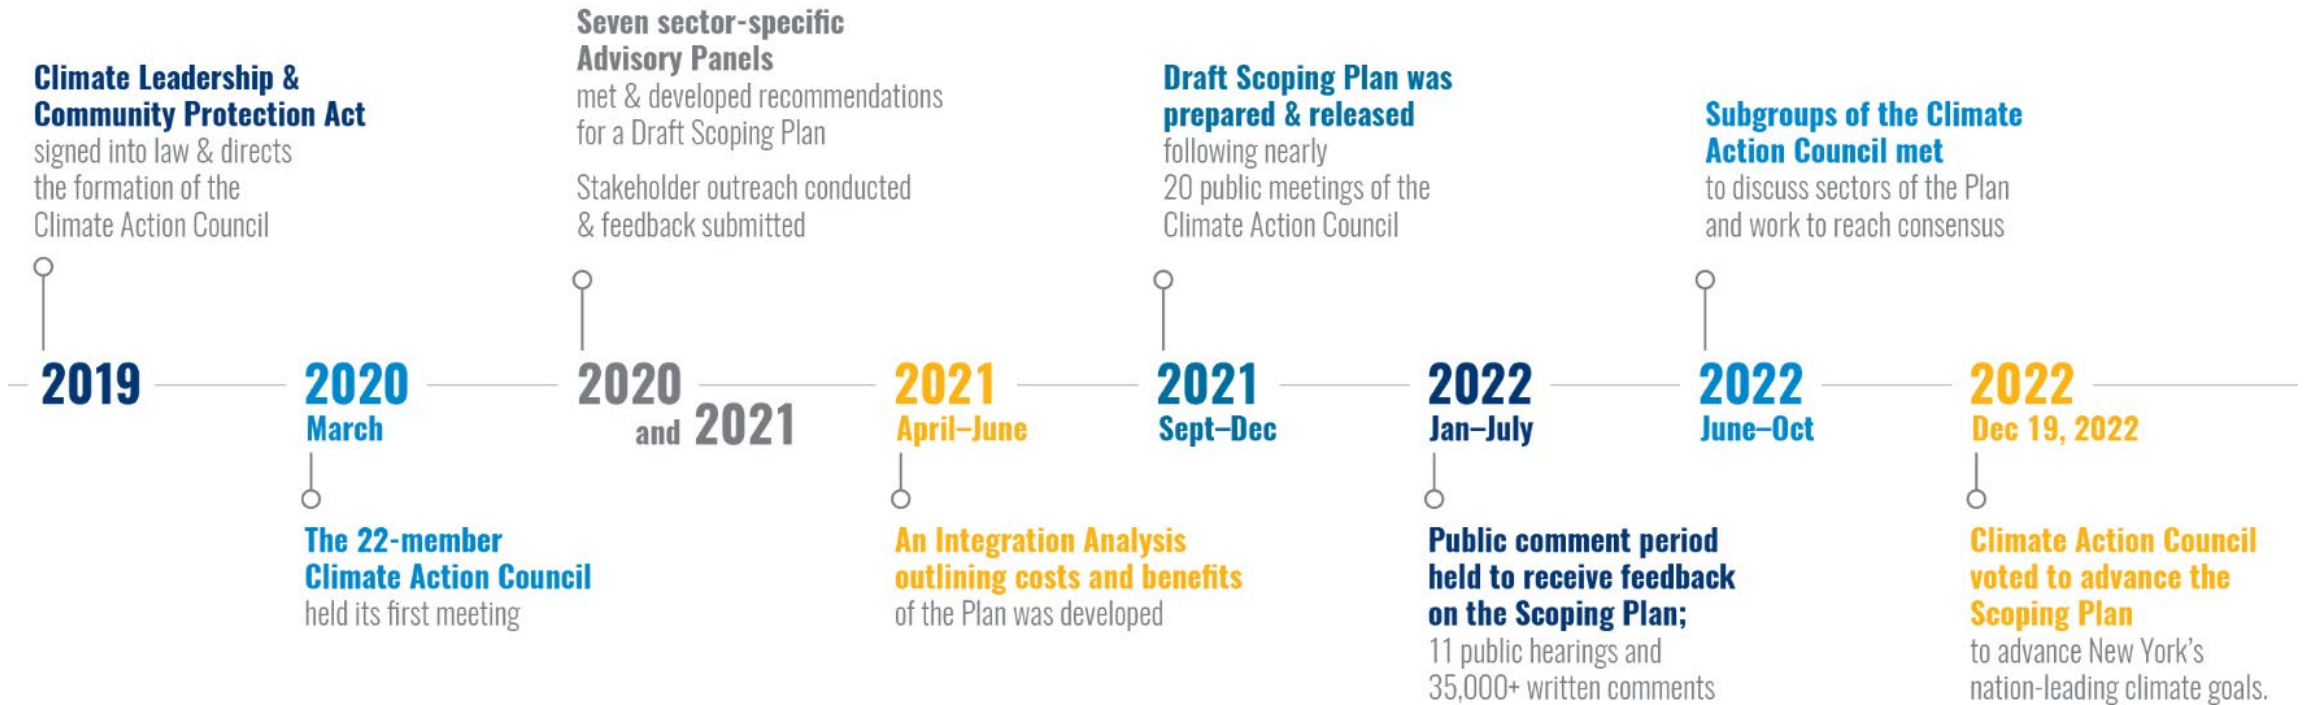 Climate Leadership &
Community Protection Act
signed into law & directs
the formation of the
Climate Action Council
2019
2020
March
The 22-member
Climate Action Council
held its first meeting
Seven sector-specific
Advisory Panels
met & developed recommendations
for a Draft Scoping Plan
Stakeholder outreach conducted
& feedback submitted
2020
and 2021
2021
April–June
An Integration Analysis
outlining costs and benefits
of the Plan was developed
Draft Scoping Plan was
prepared & released
following nearly
20 public meetings of the
Climate Action Council
2021
Sept–Dec
2022
Jan–July
Public comment period
held to receive feedback
on the Scoping Plan;
11 public hearings and
35,000+ written comments
Subgroups of the Climate
Action Council met
to discuss sectors of the Plan
and work to reach consensus
2022
June–Oct
2022
Dec 19, 2022
Climate Action Council
voted to advance the
Scoping Plan
to advance New York's
nation-leading climate goals.